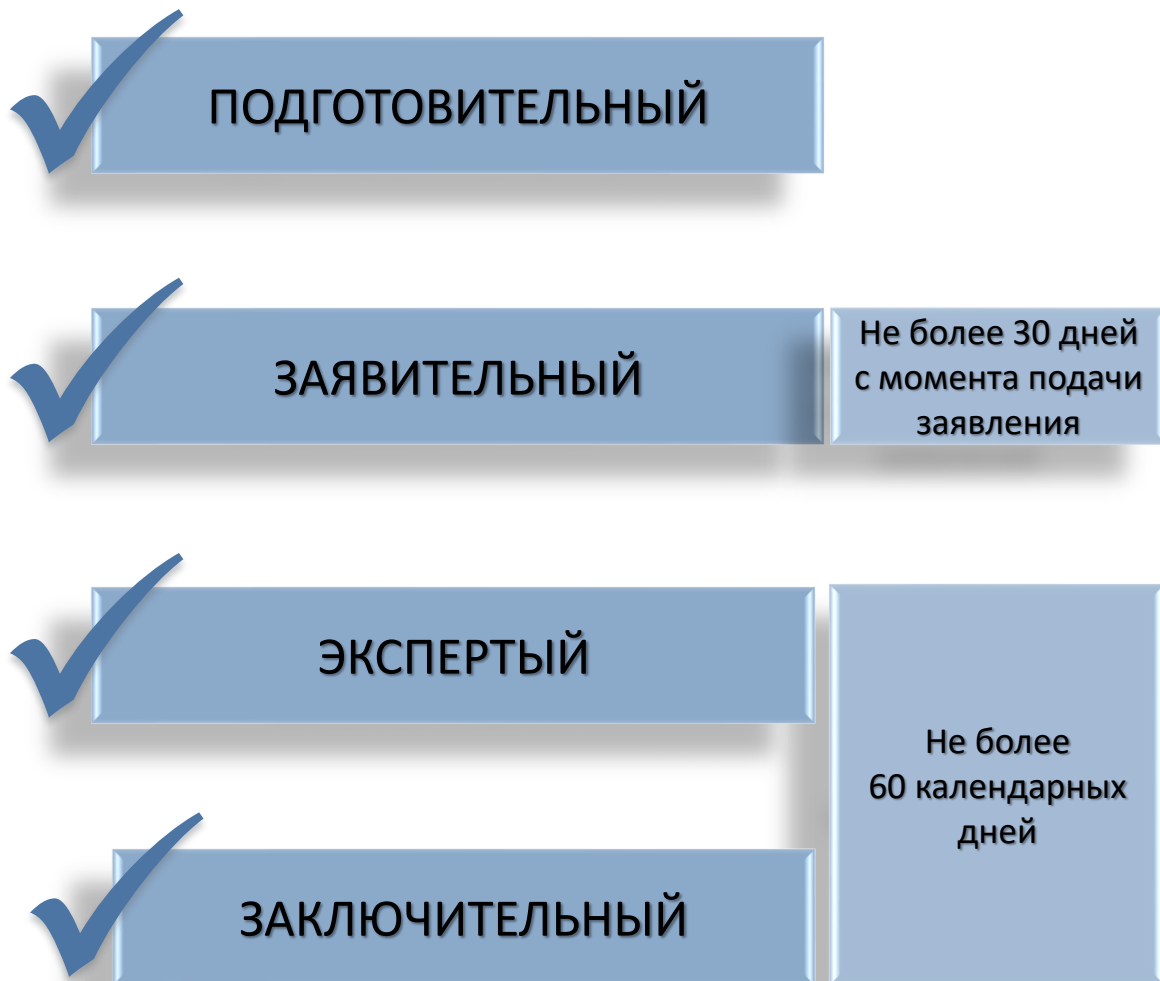 ПОДГОТОВИТЕЛЬНЫЙ
ЗАЯВИТЕЛЬНЫЙ
Не более 30 дней
с момента подачи
заявления
ЭКСПЕРТЫЙ
Не более
60 календарных
дней
ЗАКЛЮЧИТЕЛЬНЫЙ